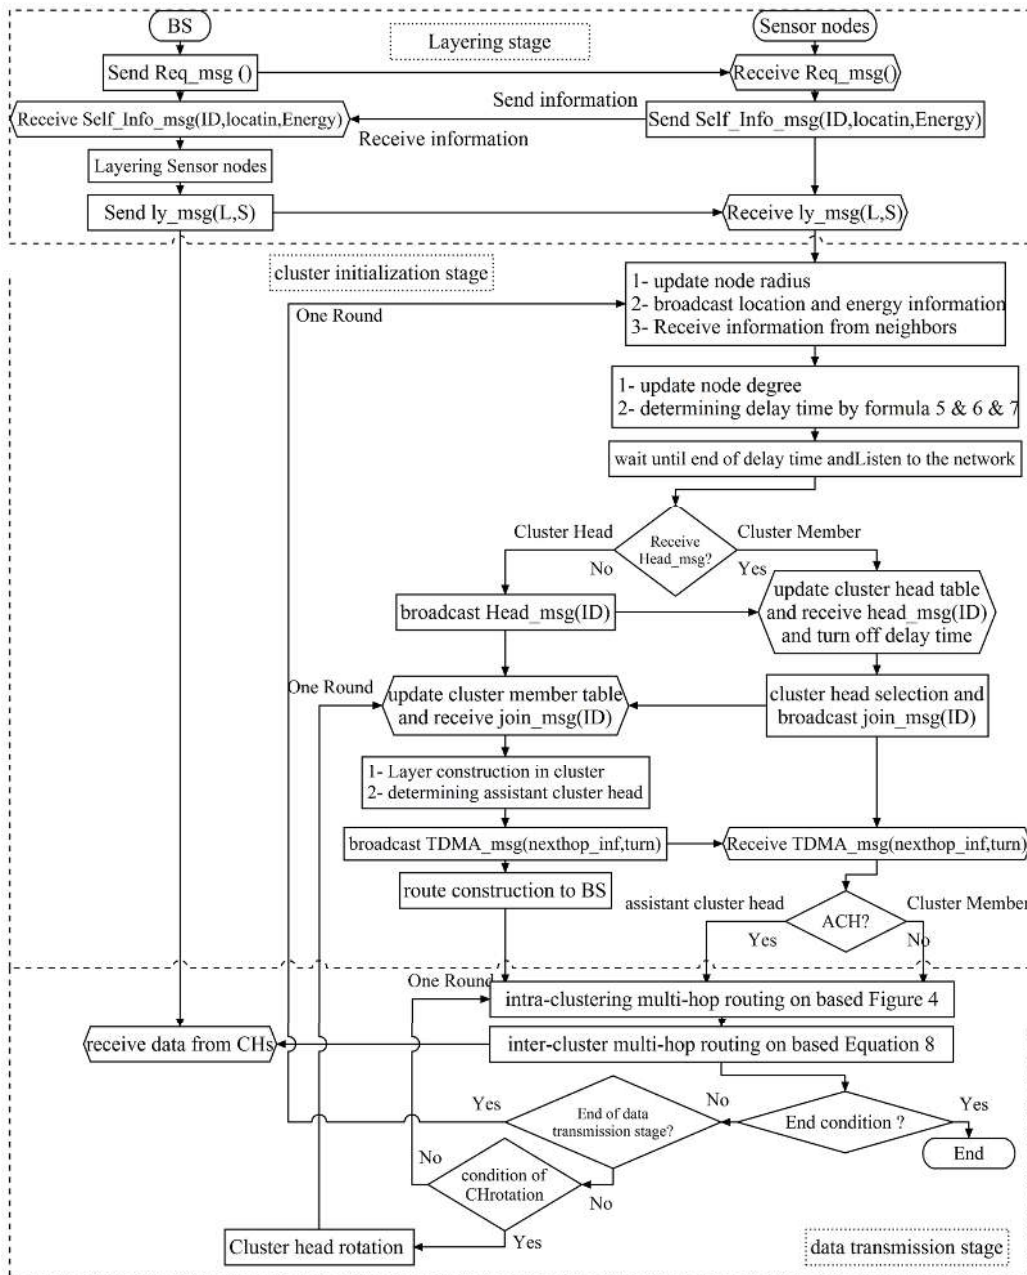 BS
Layering stage
Sensor nodes
Send Req_msg ()
Receive Req_msg()
Send information
Receive Self_Info_msg(ID,locatin,Energy)
Send Self_Info_msg(ID,locatin,Energy)
Receive information
Layering Sensor nodes
Send ly_msg(L,S)
Receive ly_msg(L,S)
cluster initialization stage
One Round
1- update node radius
2- broadcast location and energy information
3- Receive information from neighbors
1- update node degree
2- determining delay time by formula 5 & 6 & 7
wait until end of delay time andListen to the network
Cluster Head
Cluster Member
Receive
Head_msg?
No
Yes
broadcast Head_msg(ID)
update cluster head table
and receive head_msg(ID)
and turn off delay time
One Round
update cluster member table
and receive join_msg(ID)
cluster head selection and
broadcast join_msg(ID)
1- Layer construction in cluster
2- determining assistant cluster head
broadcast TDMA_msg(nexthop_inf,turn)
Receive TDMA_msg(nexthop_inf,turn)
route construction to BS
assistant cluster head
Cluster Member
ACH?
Yes
No
One Round
intra-clustering multi-hop routing on based Figure 4
receive data from CHs
inter-cluster multi-hop routing on based Equation 8
Yes
End of data
transmission stage?
No
End condition ?
Yes
End
No
condition of
CHrotation
No
Yes
Cluster head rotation
data transmission stage